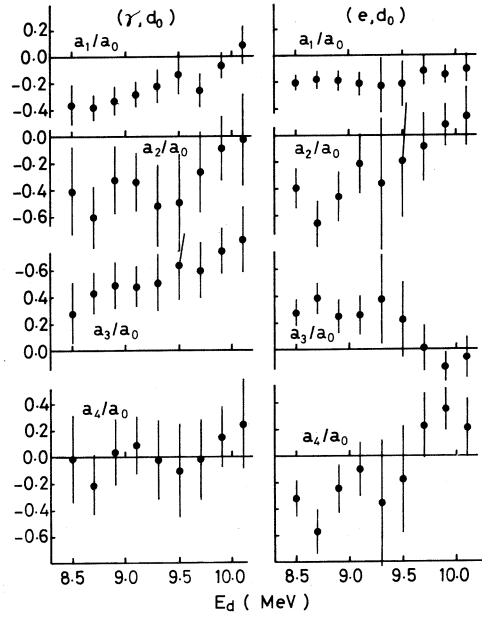 (γ, d₀) (e, d₀)
0.2
0.0 a₁/a₀ a₁/a₀
-0.2
-0.4
0.0 a₂/a₀ a₂/a₀
-0.2
-0.4
-0.6
-0.6
0.4
0.2 a₃/a₀ a₃/a₀
0.0
0.4
0.2 a₄/a₀ a₄/a₀
0.0
-0.2
-0.4
-0.6
8.5 9.0 9.5 10.0 8.5 9.0 9.5 10.0
E_d ( MeV )